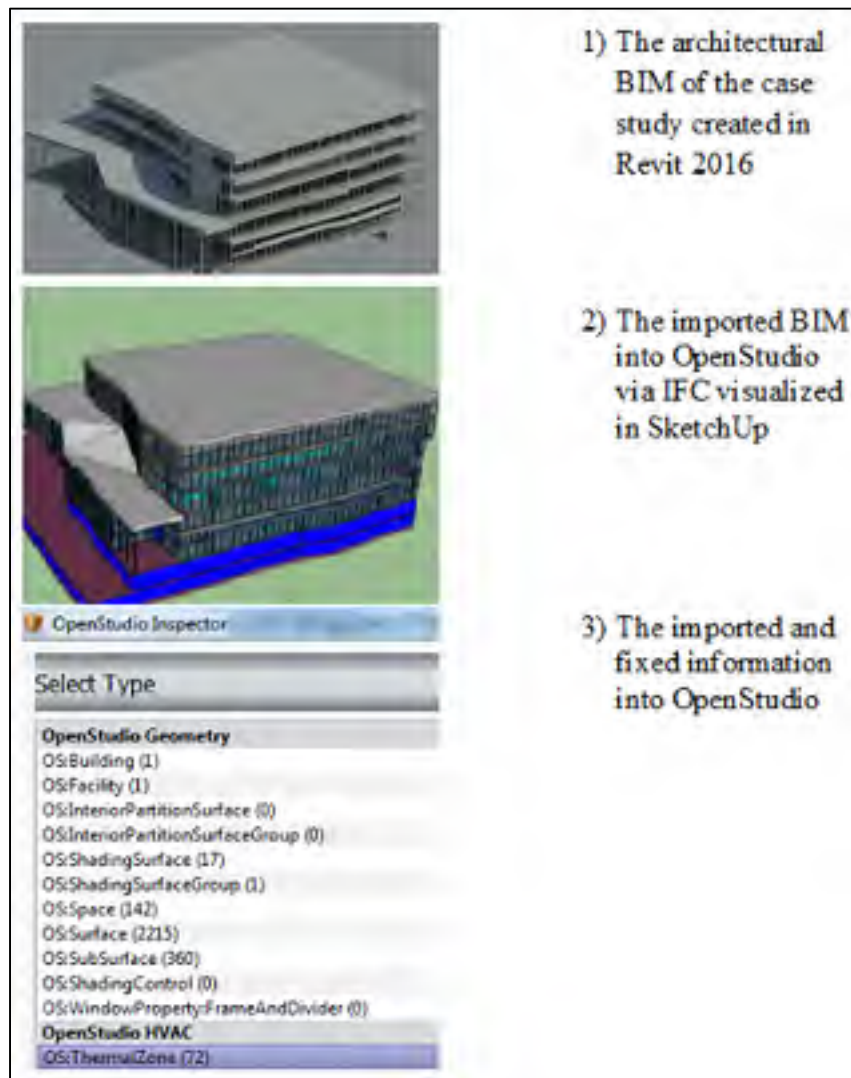 1) The architectural
BIM of the case
study created in
Revit 2016
2) The imported BIM
into OpenStudio
via IFC visualized
in SketchUp
3) The imported and
fixed information
into OpenStudio
OpenStudio Inspector
Select Type
OpenStudio Geometry
OS:Building (1)
OS:Facility (1)
OS:InteriorPartitionSurface (0)
OS:InteriorPartitionSurfaceGroup (0)
OS:ShadingSurface (17)
OS:ShadingSurfaceGroup (1)
OS:Space (142)
OS:Surface (2215)
OS:SubSurface (360)
OS:ShadingControl (0)
OS:WindowProperty:FrameAndDivider (0)
OpenStudio HVAC
OS:ThermalZone (72)